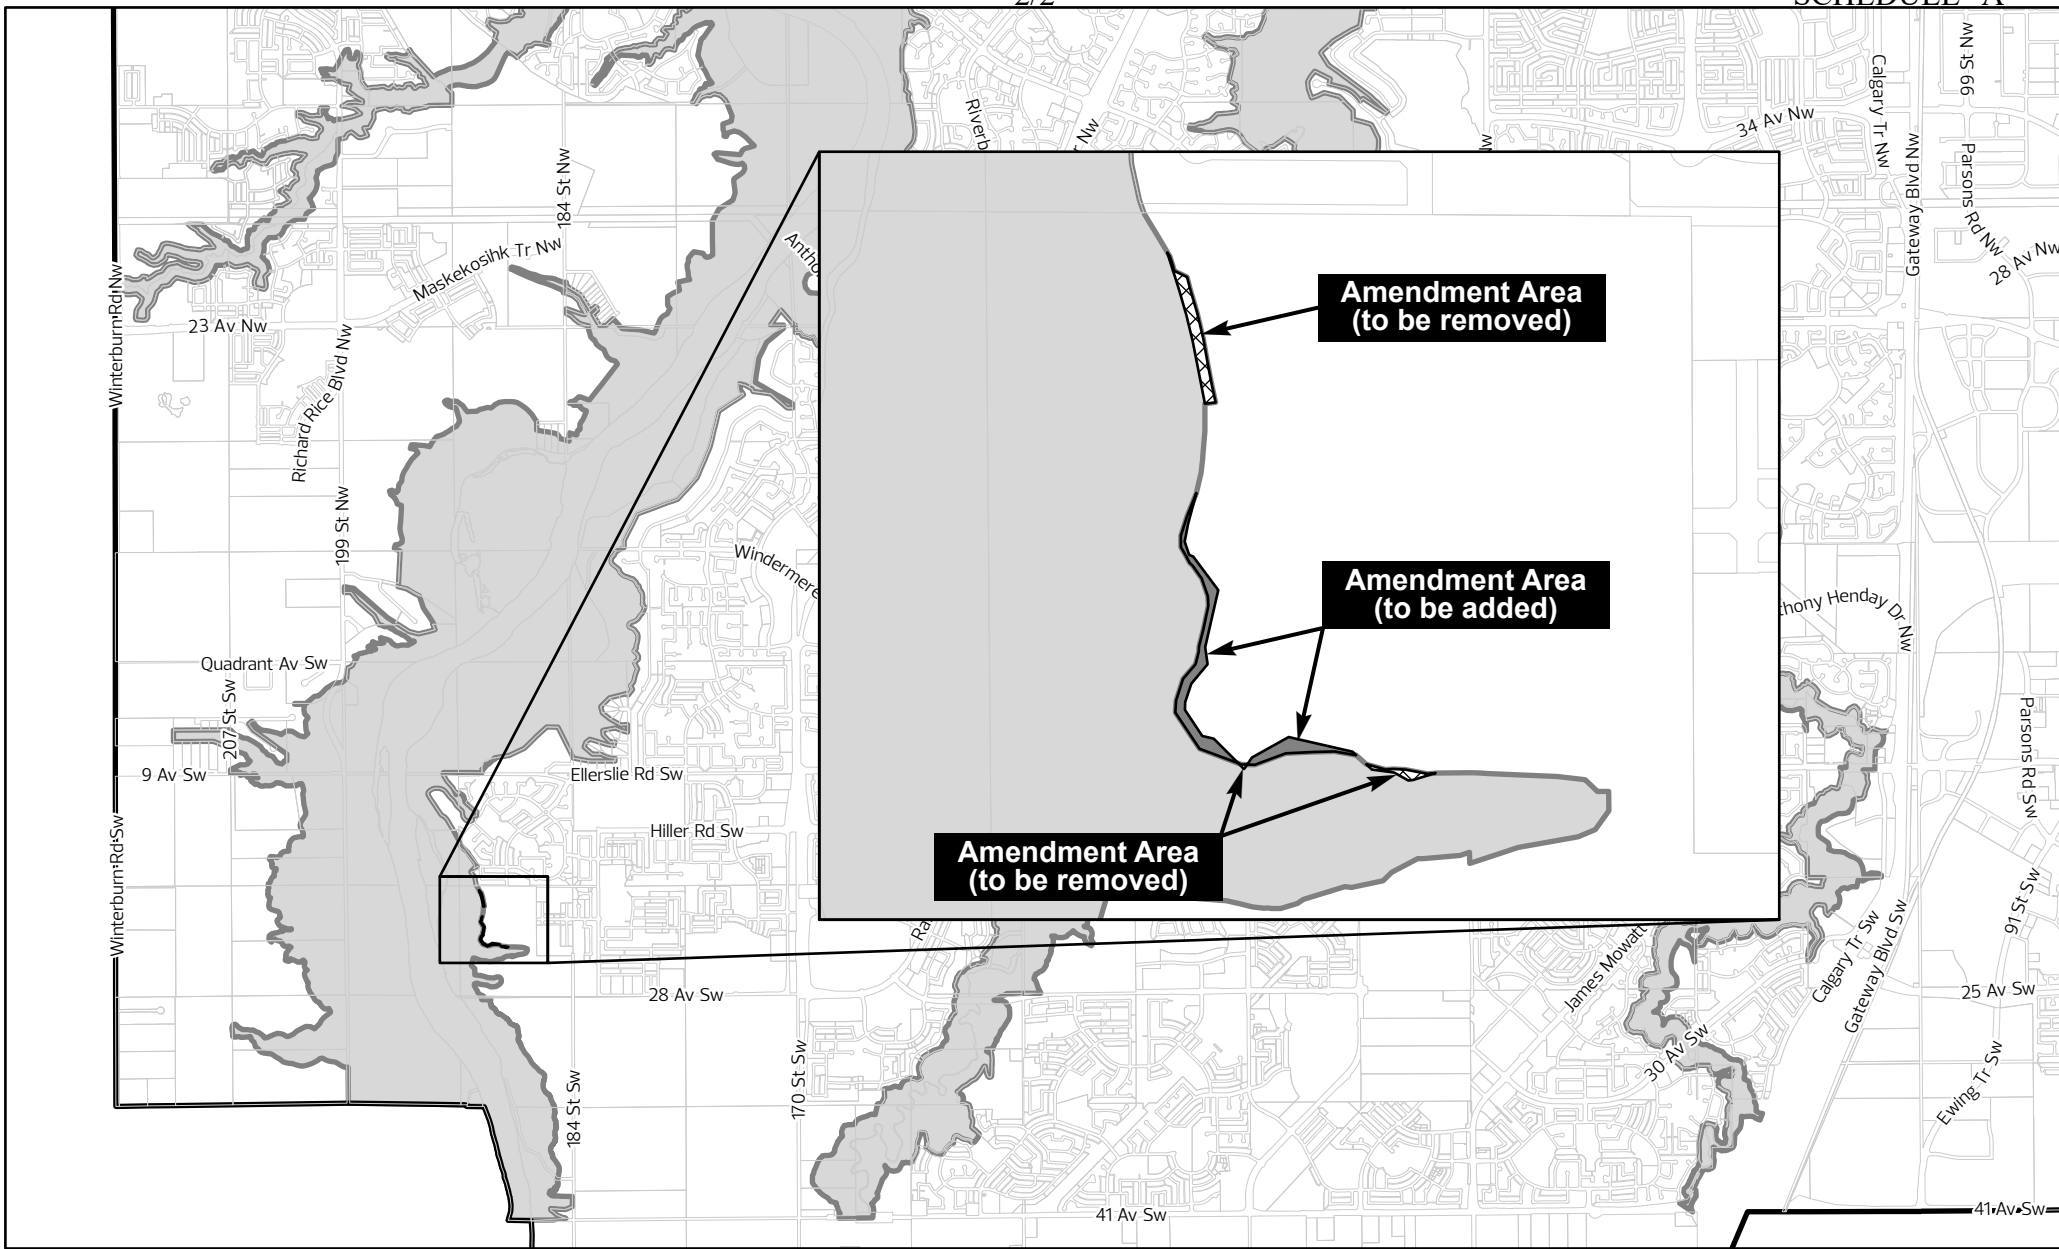 2/2
SCHEDULE "A"
99 St Nw
Calgary Tr Nw
34 Av Nw
Riverb
r Nw
Nw
Gateway Blvd Nw
Parsons Rd Nw
184 St Nw
28 Av Nw
Maskekosihk Tr Nw
Antho
Winterburn Rd Nw
23 Av Nw
Richard Rice Blvd Nw
Amendment Area
(to be removed)
199 St Nw
Windermere
Amendment Area
(to be added)
thony Henday Dr Nw
Quadrant Av Sw
207 St Sw
9 Av Sw
Ellerslie Rd Sw
Parsons Rd Sw
Hiller Rd Sw
Winterburn Rd Sw
Amendment Area
(to be removed)
Ra
91 St Sw
James Mowatt
Calgary Tr Sw
Gateway Blvd Sw
28 Av Sw
25 Av Sw
30 Av Sw
170 St Sw
184 St Sw
Ewing Tr Sw
41 Av Sw
41 Av Sw